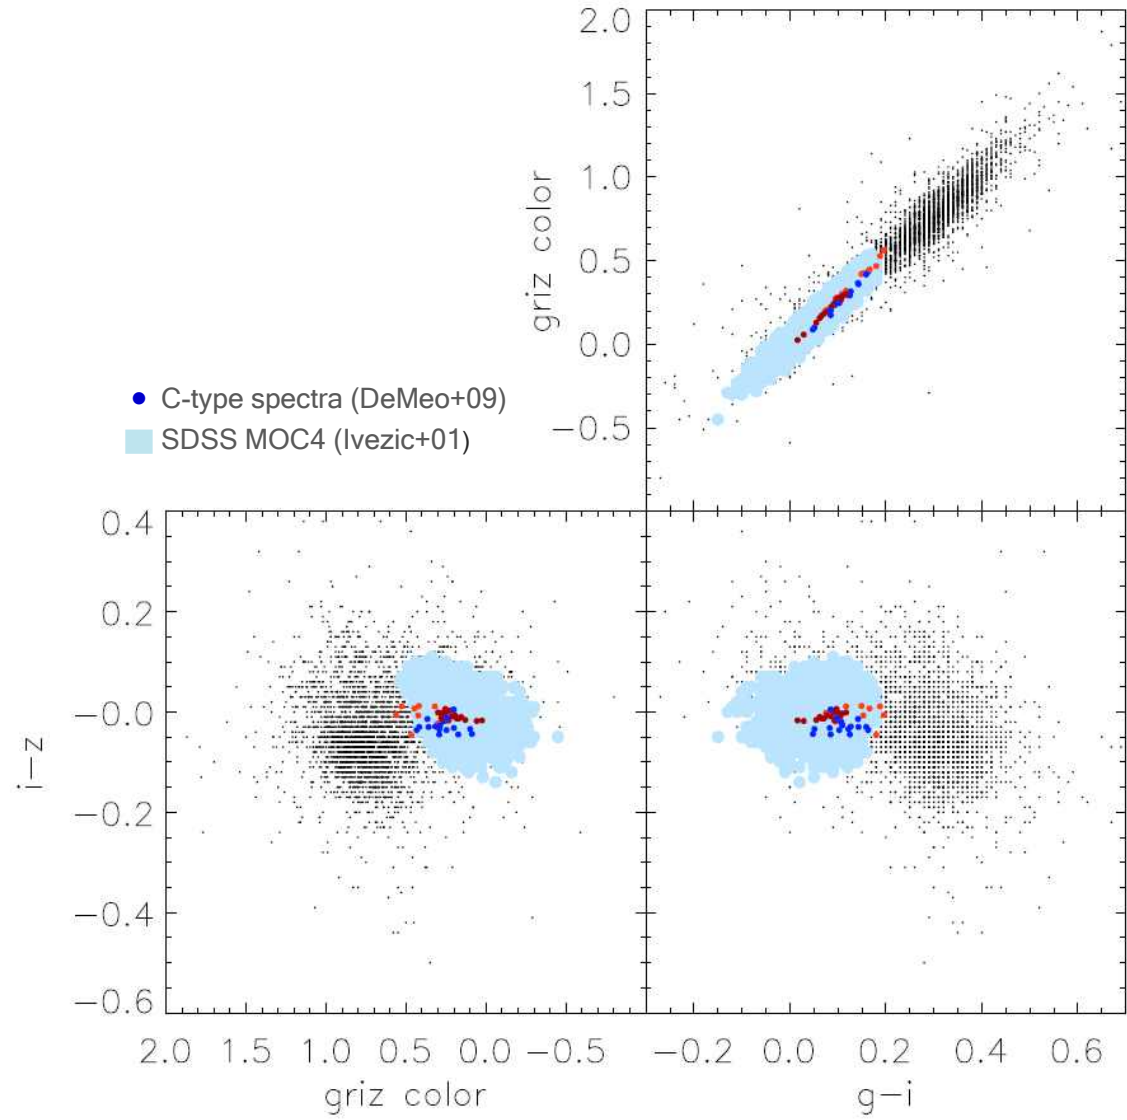 2.0
1.5
1.0
0.5
0.0
−0.5
griz color
C-type spectra (DeMeo+09)
SDSS MOC4 (Ivezic+01)
0.4
0.2
−0.0
−0.2
−0.4
−0.6
i−z
2.0 1.5 1.0 0.5 0.0 −0.5
griz color
−0.2 0.0 0.2 0.4 0.6
g−i